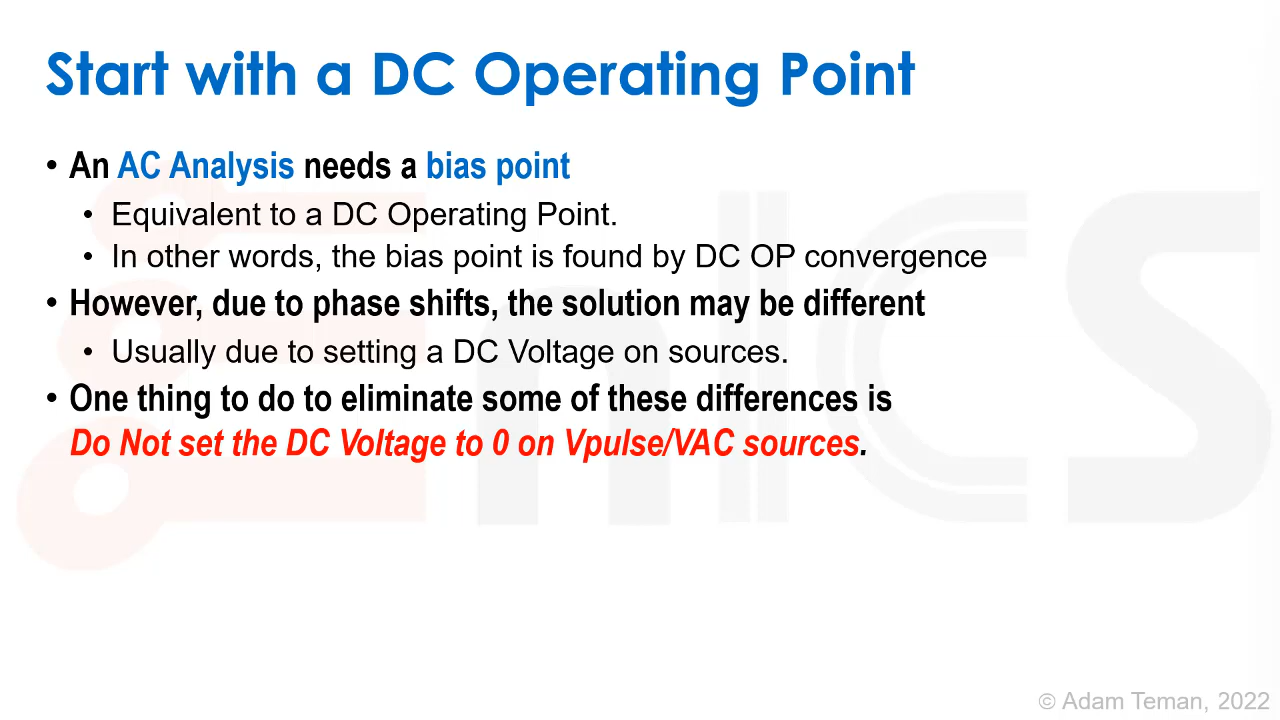 Start with a DC Operating Point
• An AC Analysis needs a bias point
• Equivalent to a DC Operating Point.
• In other words, the bias point is found by DC OP convergence
• However, due to phase shifts, the solution may be different
• Usually due to setting a DC Voltage on sources.
• One thing to do to eliminate some of these differences is
Do Not set the DC Voltage to 0 on Vpulse/VAC sources.
EnICS
© Adam Teman, 2022